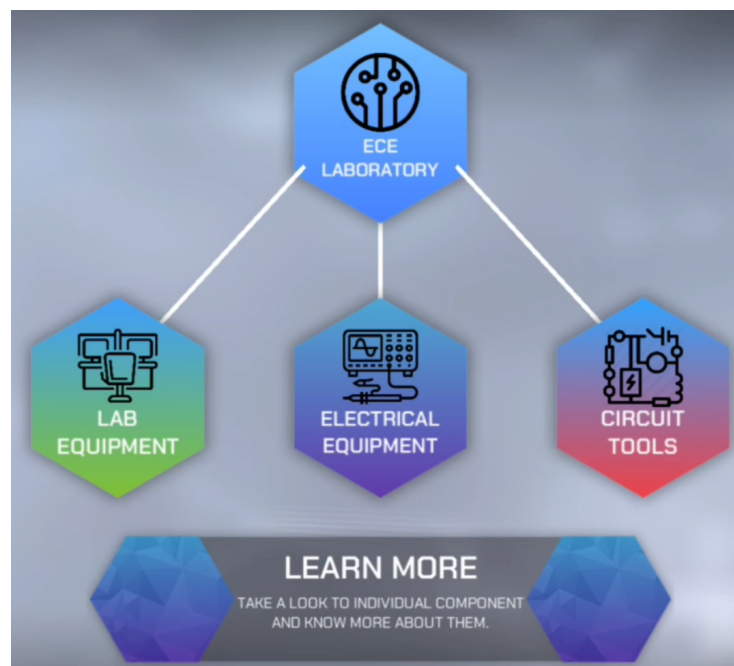 ECE
LABORATORY
LAB
EQUIPMENT
ELECTRICAL
EQUIPMENT
CIRCUIT
TOOLS
LEARN MORE
TAKE A LOOK TO INDIVIDUAL COMPONENT
AND KNOW MORE ABOUT THEM.